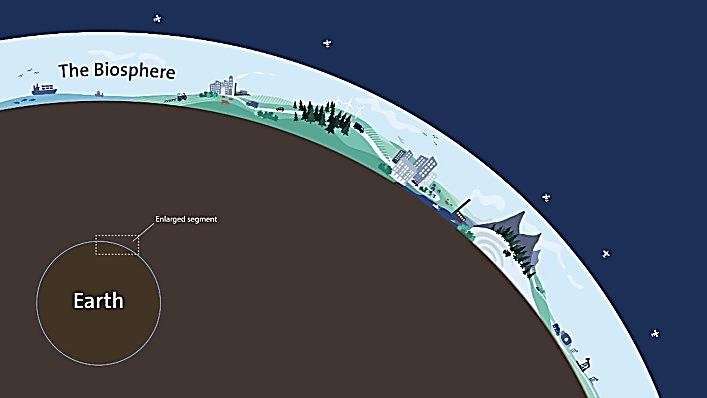 The Biosphere
Enlarged segment
Earth